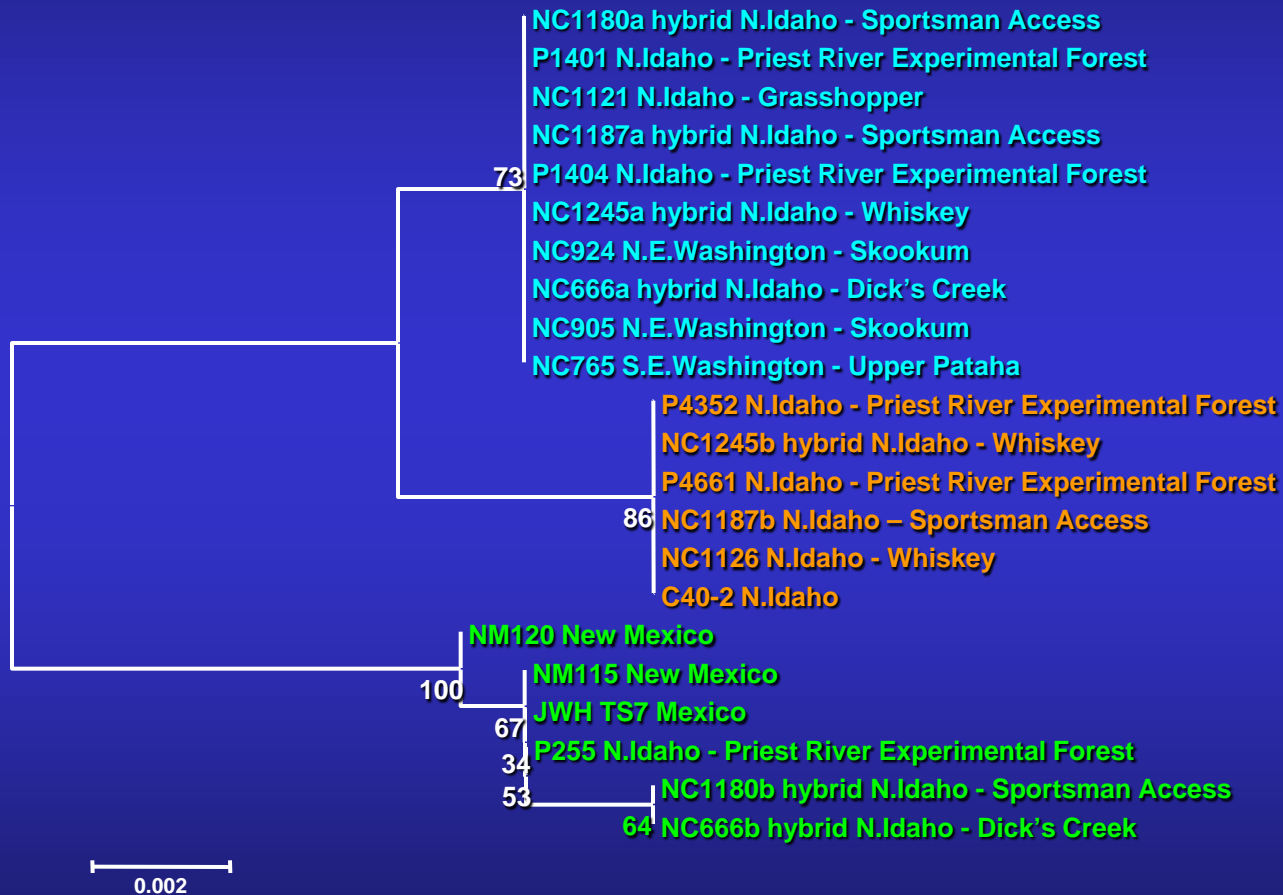 NC1180a hybrid N.Idaho - Sportsman Access
P1401 N.Idaho - Priest River Experimental Forest
NC1121 N.Idaho - Grasshopper
NC1187a hybrid N.Idaho - Sportsman Access
73
P1404 N.Idaho - Priest River Experimental Forest
NC1245a hybrid N.Idaho - Whiskey
NC924 N.E.Washington - Skookum
NC666a hybrid N.Idaho - Dick’s Creek
NC905 N.E.Washington - Skookum
NC765 S.E.Washington - Upper Pataha
P4352 N.Idaho - Priest River Experimental Forest
NC1245b hybrid N.Idaho - Whiskey
P4661 N.Idaho - Priest River Experimental Forest
86
NC1187b N.Idaho – Sportsman Access
NC1126 N.Idaho - Whiskey
C40-2 N.Idaho
NM120 New Mexico
NM115 New Mexico
100
JWH TS7 Mexico
67
P255 N.Idaho - Priest River Experimental Forest
34
NC1180b hybrid N.Idaho - Sportsman Access
53
64
NC666b hybrid N.Idaho - Dick’s Creek
0.002